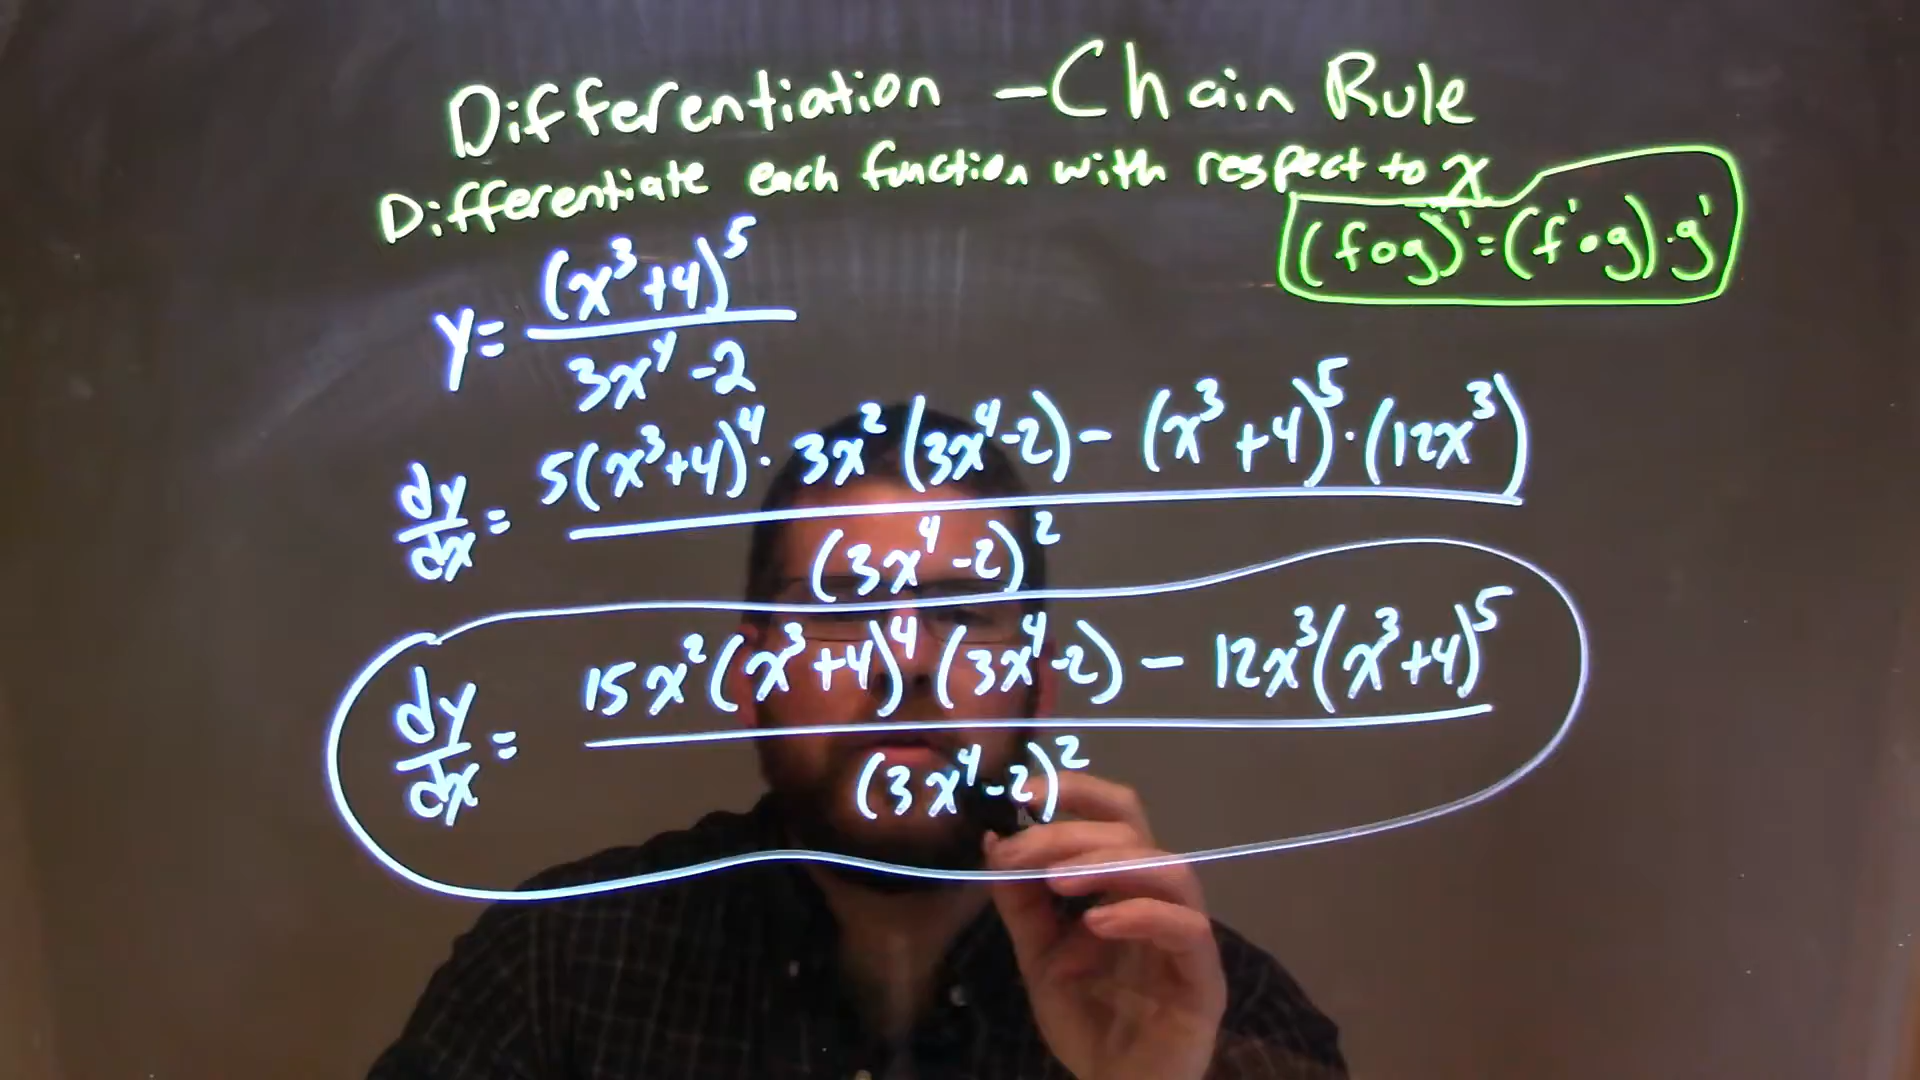 Differentiation - Chain Rule
Differentiate each function with respect to x
(f∘g)' = (f'∘g)·g'
y = (x³+4)⁵ / 3x⁴-2
dy/dx = 5(x³+4)⁴ · 3x² (3x⁴-2) - (x³+4)⁵ · (12x³) / (3x⁴-2)²
dy/dx = 15x²(x³+4)⁴ (3x⁴-2) - 12x³(x³+4)⁵ / (3x⁴-2)²